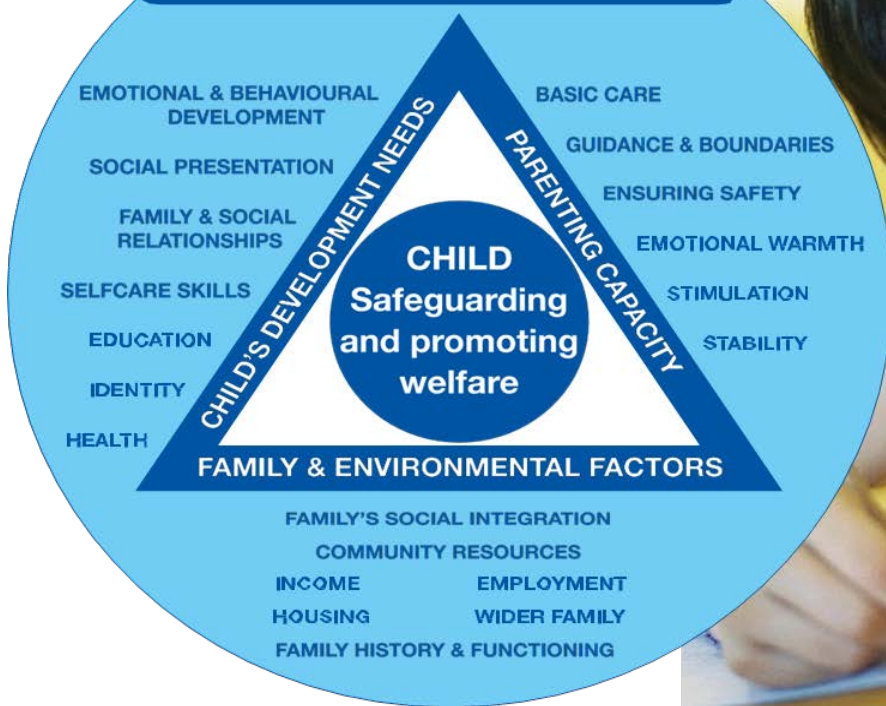 EMOTIONAL & BEHAVIOURAL
DEVELOPMENT
SOCIAL PRESENTATION
FAMILY & SOCIAL
RELATIONSHIPS
SELFCARE SKILLS
EDUCATION
IDENTITY
HEALTH
CHILD'S DEVELOPMENT NEEDS
CHILD
Safeguarding
and promoting
welfare
PARENTING CAPACITY
BASIC CARE
GUIDANCE & BOUNDARIES
ENSURING SAFETY
EMOTIONAL WARMTH
STIMULATION
STABILITY
FAMILY & ENVIRONMENTAL FACTORS
FAMILY'S SOCIAL INTEGRATION
COMMUNITY RESOURCES
INCOME EMPLOYMENT
HOUSING WIDER FAMILY
FAMILY HISTORY & FUNCTIONING